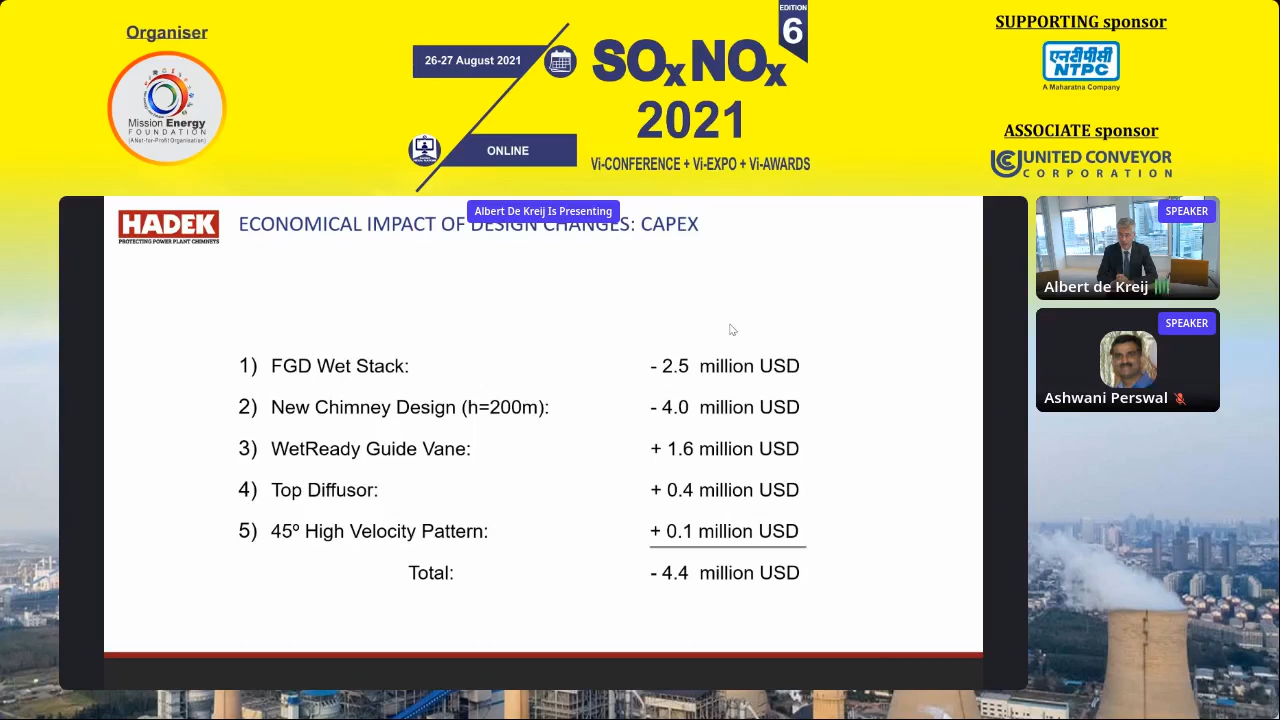 Organiser
Mission Energy
FOUNDATION
(A Net-for-Profit Organisation)
26-27 August 2021
ONLINE
EDITION
6
SOxNOx
2021
Vi-CONFERENCE + Vi-EXPO + Vi-AWARDS
SUPPORTING sponsor
एनटीपीसी
NTPC
A Maharatna Company
ASSOCIATE sponsor
UNITED CONVEYOR
CORPORATION
HADEK
PROTECTING POWER PLANT CHIMNEYS
Albert De Kreij Is Presenting
ECONOMICAL IMPACT OF DESIGN CHANGES: CAPEX
1) FGD Wet Stack: - 2.5 million USD
2) New Chimney Design (h=200m): - 4.0 million USD
3) WetReady Guide Vane: + 1.6 million USD
4) Top Diffusor: + 0.4 million USD
5) 45º High Velocity Pattern: + 0.1 million USD
Total: - 4.4 million USD
SPEAKER
Albert de Kreij
SPEAKER
Ashwani Perswal